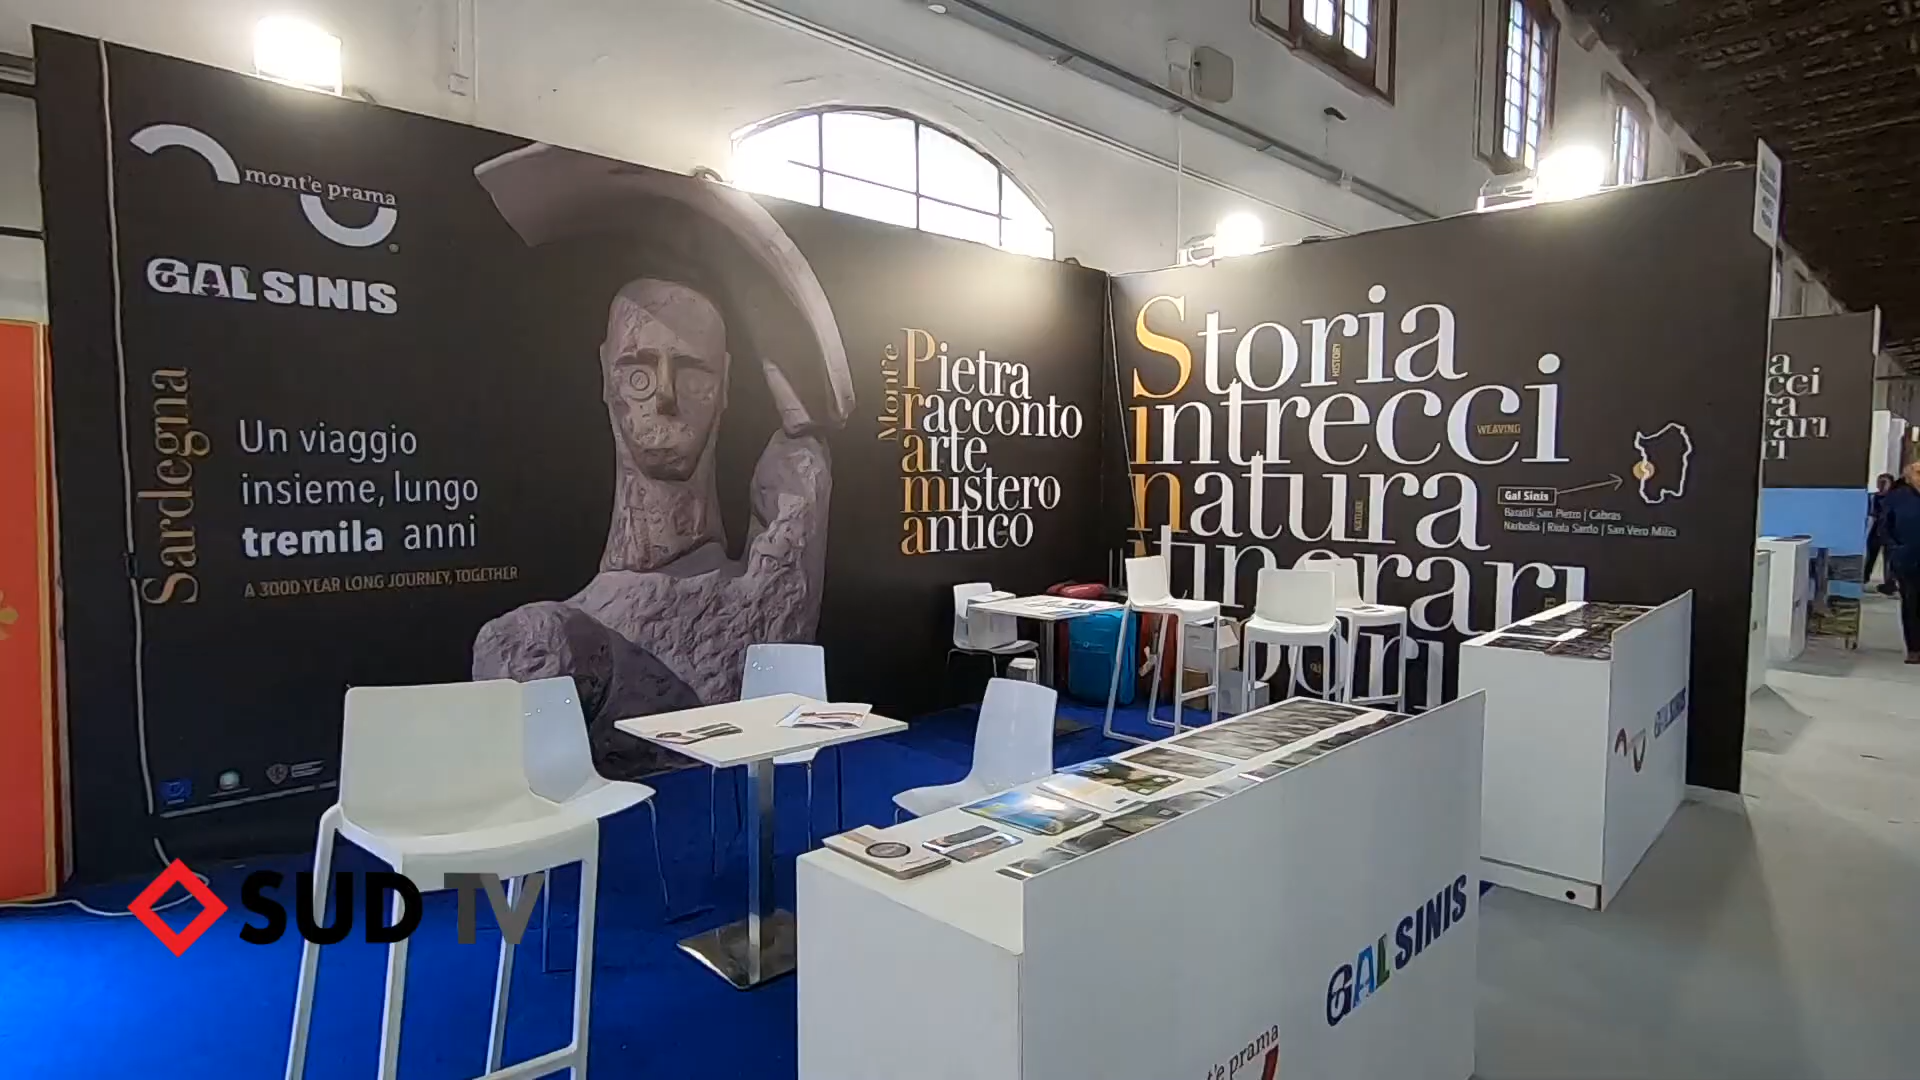 mont'e prama
GAL SINIS
Sardegna
Un viaggio
insieme, lungo
tremila anni
A 3000 YEAR LONG JOURNEY, TOGETHER
Mont'e
Pietra
racconto
arte
mistero
antico
Storia
HISTORY
intrecci
WEAVING
natura
NATURE
itinerari
Gal Sinis
Baratili San Pietro | Cabras
Narbolia | Riola Sardo | San Vero Milis
GAL SINIS
GAL SINIS
't'e prama
SUD TV